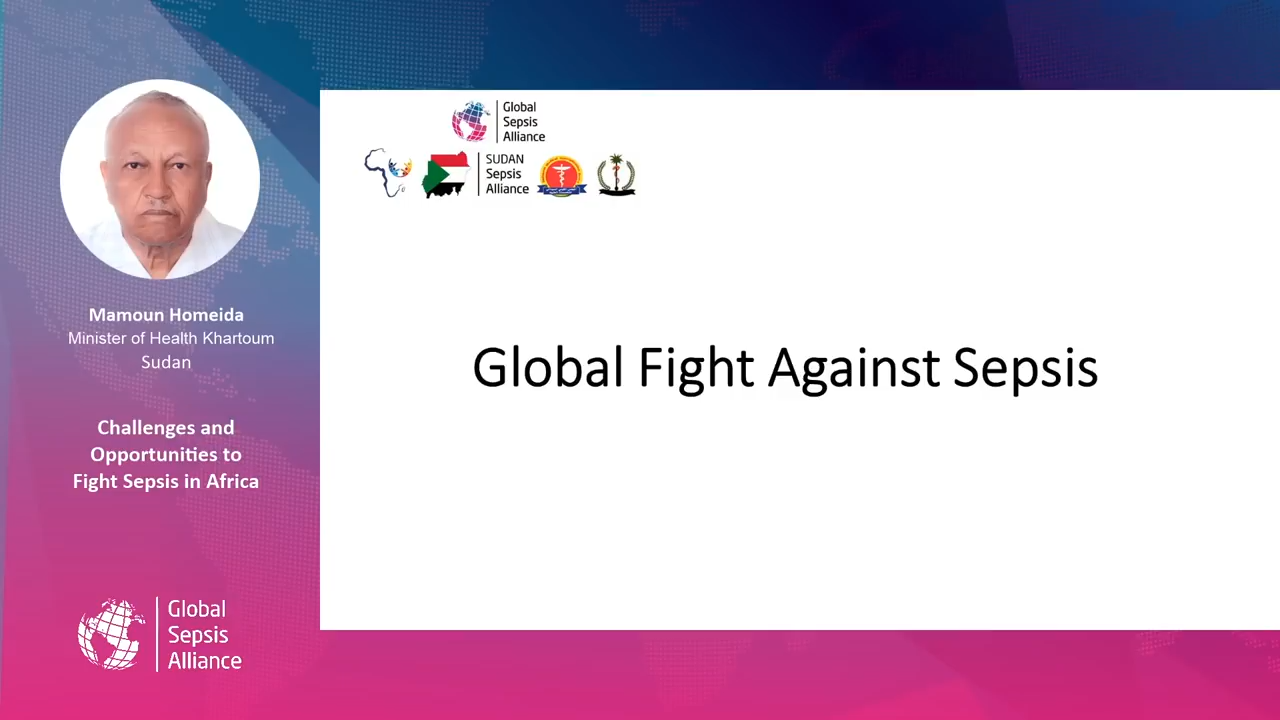 Mamoun Homeida
Minister of Health Khartoum
Sudan
Challenges and
Opportunities to
Fight Sepsis in Africa
Global
Sepsis
Alliance
Global
Sepsis
Alliance
SUDAN
Sepsis
Alliance
Global Fight Against Sepsis